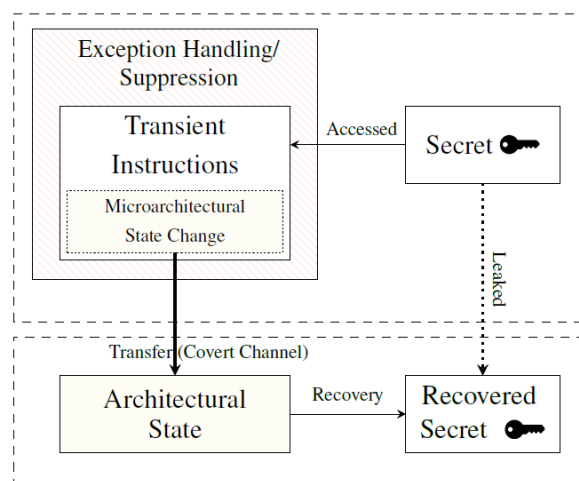 Exception Handling/
Suppression
Transient
Instructions
Accessed
Secret
Microarchitectural
State Change
Leaked
Transfer (Covert Channel)
Architectural
State
Recovery
Recovered
Secret